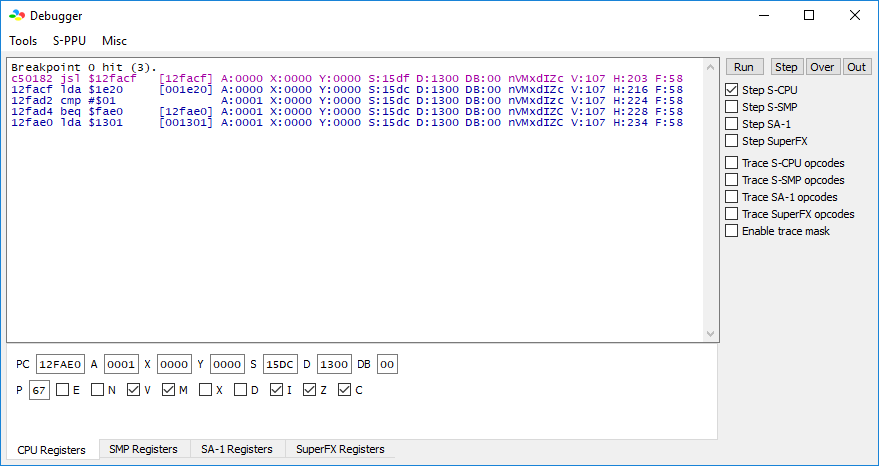 Debugger
Tools S-PPU Misc
Breakpoint 0 hit (3).
c50182 jsl $12facf [12facf] A:0000 X:0000 Y:0000 S:15df D:1300 DB:00 nVMxdIZc V:107 H:203 F:58
12facf lda $1e20 [001e20] A:0000 X:0000 Y:0000 S:15dc D:1300 DB:00 nVMxdIZc V:107 H:216 F:58
12fad2 cmp #$01 A:0001 X:0000 Y:0000 S:15dc D:1300 DB:00 nVMxdIzc V:107 H:224 F:58
12fad4 beq $fae0 [12fae0] A:0001 X:0000 Y:0000 S:15dc D:1300 DB:00 nVMxdIZC V:107 H:228 F:58
12fae0 lda $1301 [001301] A:0001 X:0000 Y:0000 S:15dc D:1300 DB:00 nVMxdIZC V:107 H:234 F:58
Run Step Over Out
Step S-CPU
Step S-SMP
Step SA-1
Step SuperFX
Trace S-CPU opcodes
Trace S-SMP opcodes
Trace SA-1 opcodes
Trace SuperFX opcodes
Enable trace mask
PC 12FAE0 A 0001 X 0000 Y 0000 S 15DC D 1300 DB 00
P 67 E N V M X D I Z C
CPU Registers SMP Registers SA-1 Registers SuperFX Registers